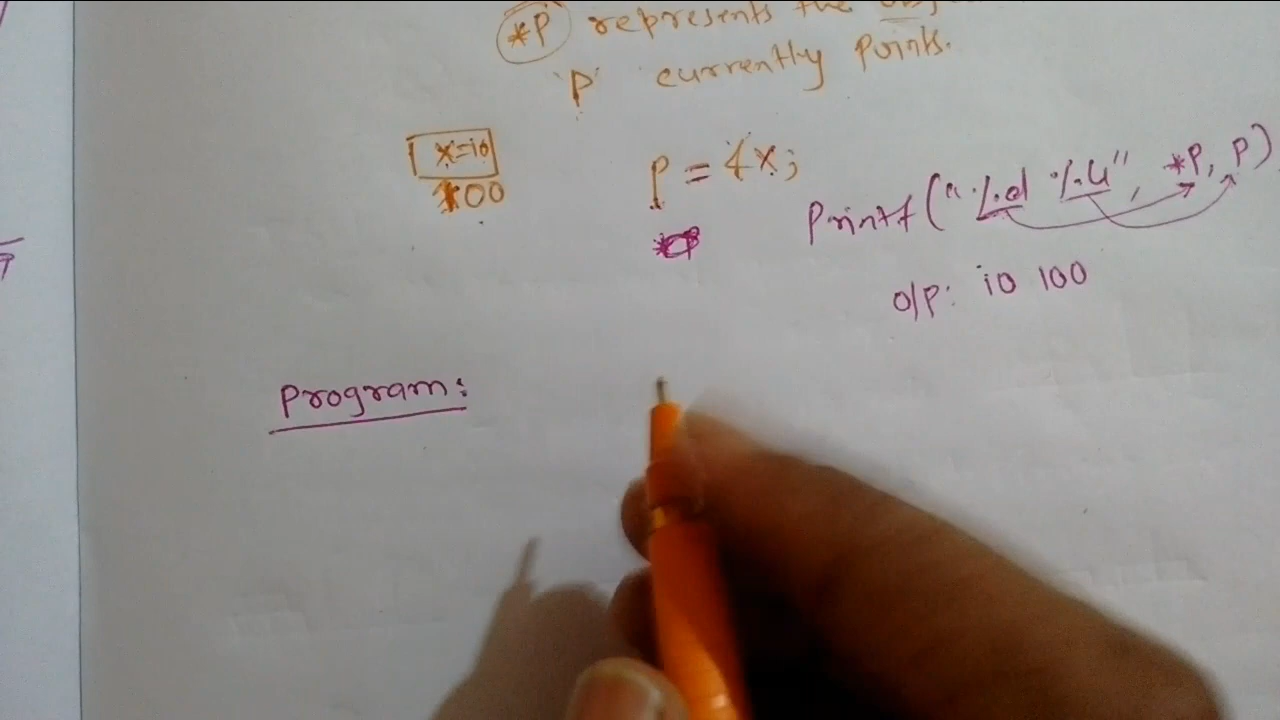 *P represents the
'P' currently points.
x=10
100
P = &x;
Printf("%d %u", *P, P)
O/P: 10 100
Program: